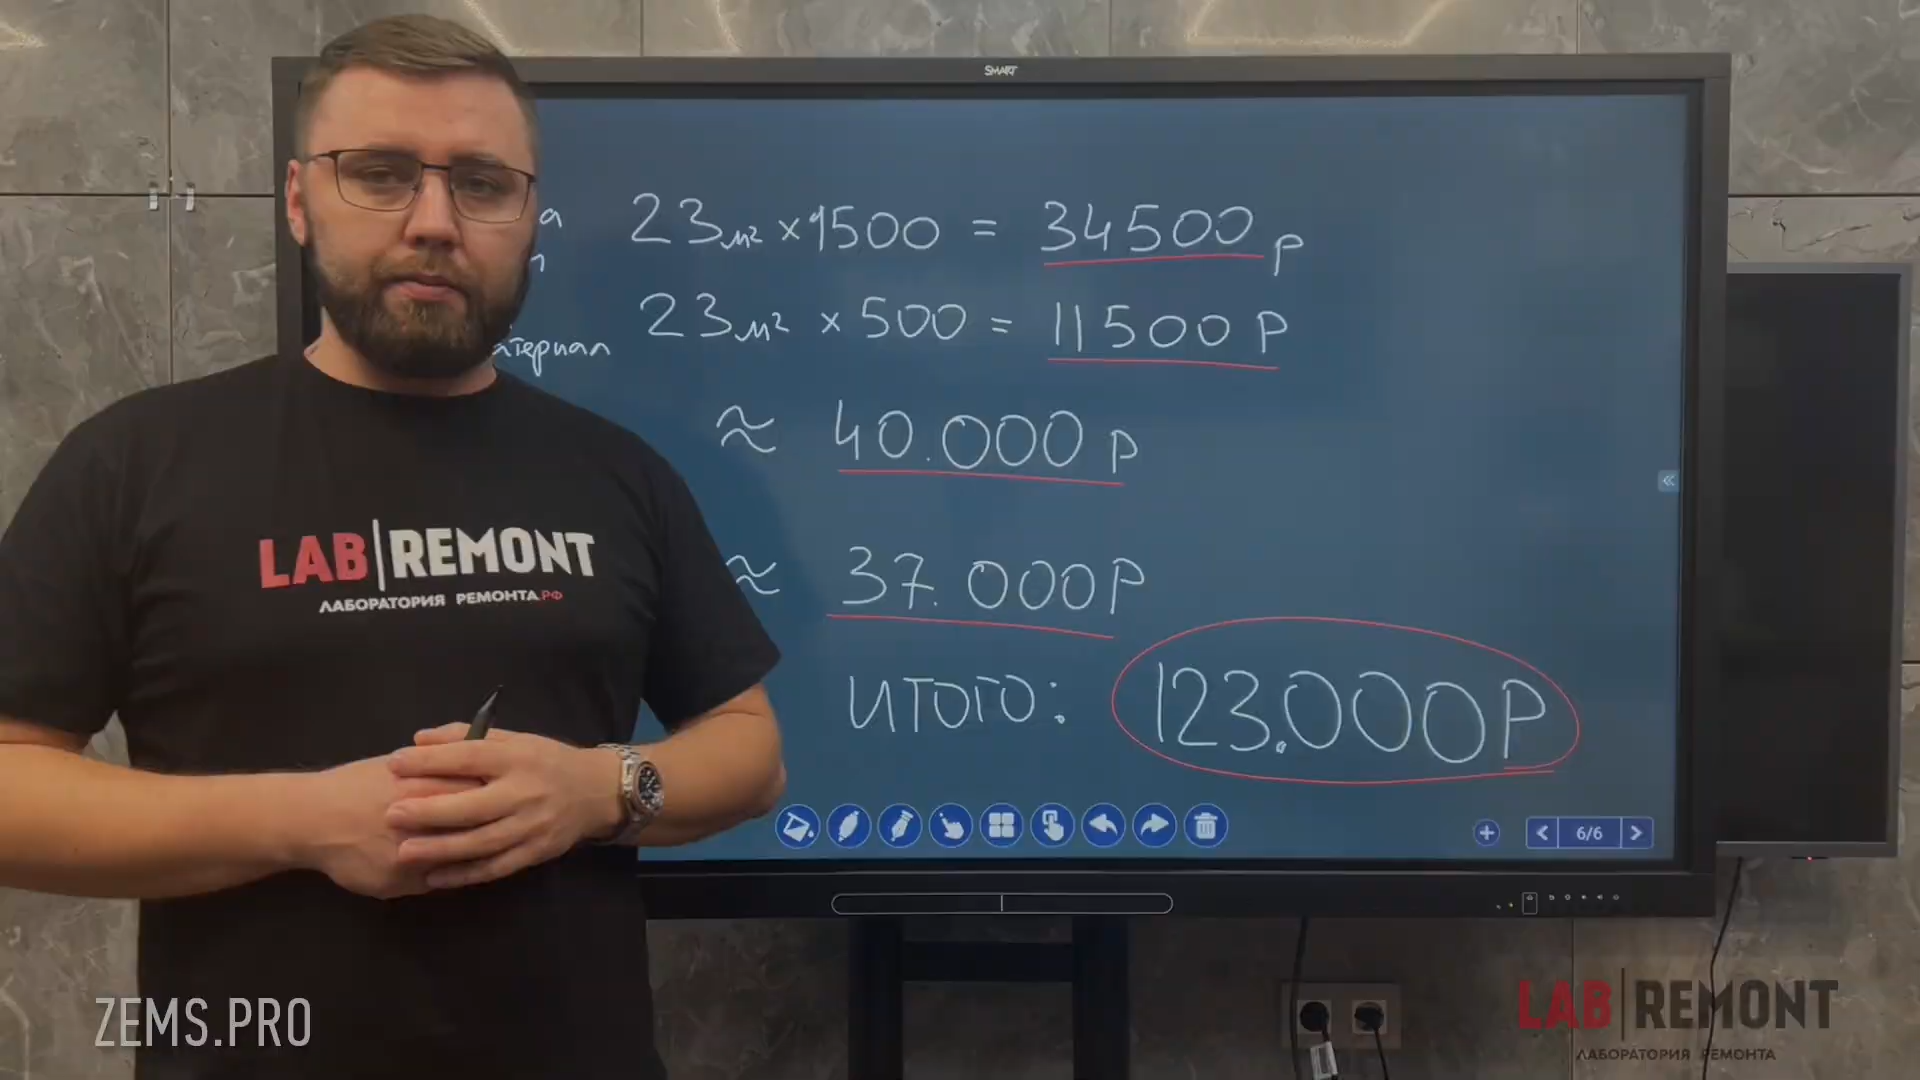 SMART
23м² × 1500 = 34500 р
23м² × 500 = 11500 Р
≈ 40.000 р
≈ 37.000 Р
ИТОГО: 123.000 Р
6/6
LAB|REMONT
ЛАБОРАТОРИЯ РЕМОНТА.РФ
ZEMS.PRO
LAB|REMONT
ЛАБОРАТОРИЯ РЕМОНТА